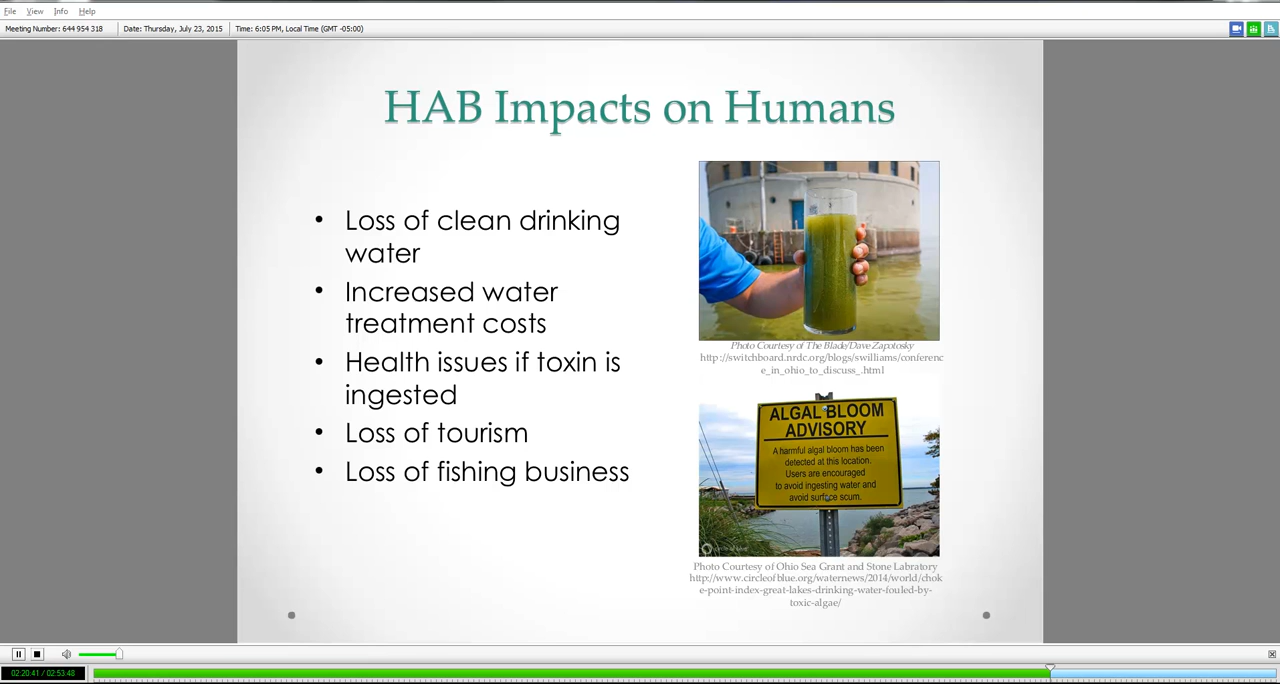 File View Info Help
Meeting Number: 644 954 318 Date: Thursday, July 23, 2015 Time: 6:05 PM, Local Time (GMT -05:00)
HAB Impacts on Humans
• Loss of clean drinking
water
• Increased water
treatment costs
• Health issues if toxin is
ingested
• Loss of tourism
• Loss of fishing business
Photo Courtesy of The Blade/Dave Zapotosky
http://switchboard.nrdc.org/blogs/swilliams/conferenc
e_in_ohio_to_discuss_.html
ALGAL BLOOM
ADVISORY
A harmful algal bloom has been
detected at this location.
Users are encouraged
to avoid ingesting water and
avoid surface scum.
circle of blue
Photo Courtesy of Ohio Sea Grant and Stone Labratory
http://www.circleofblue.org/waternews/2014/world/chok
e-point-index-great-lakes-drinking-water-fouled-by-
toxic-algae/
02:20:41 / 02:53:48